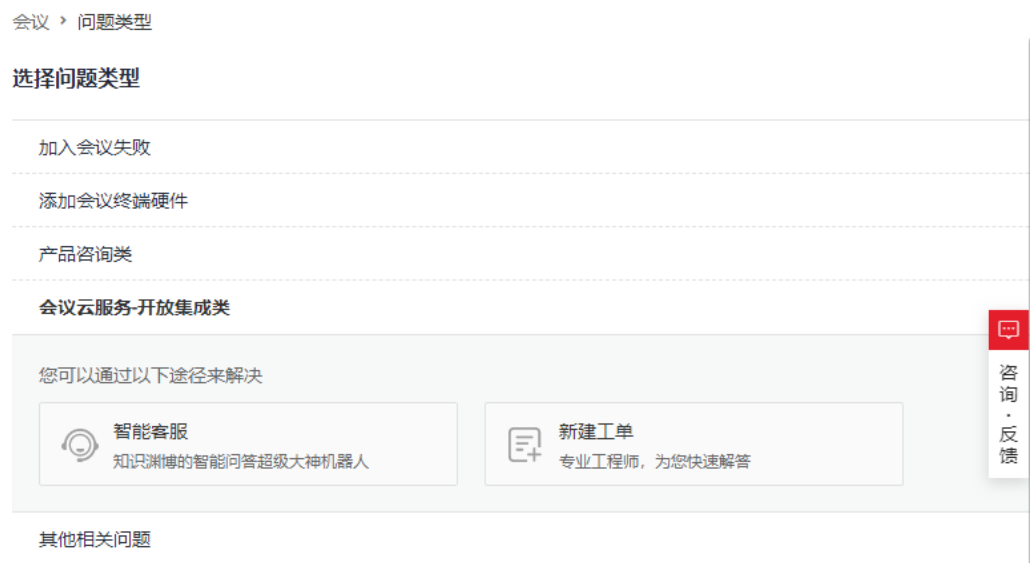 会议 > 问题类型
选择问题类型
加入会议失败
添加会议终端硬件
产品咨询类
会议云服务-开放集成类
您可以通过以下途径来解决
智能客服
知识渊博的智能问答超级大神机器人
新建工单
专业工程师，为您快速解答
咨询·反馈
其他相关问题